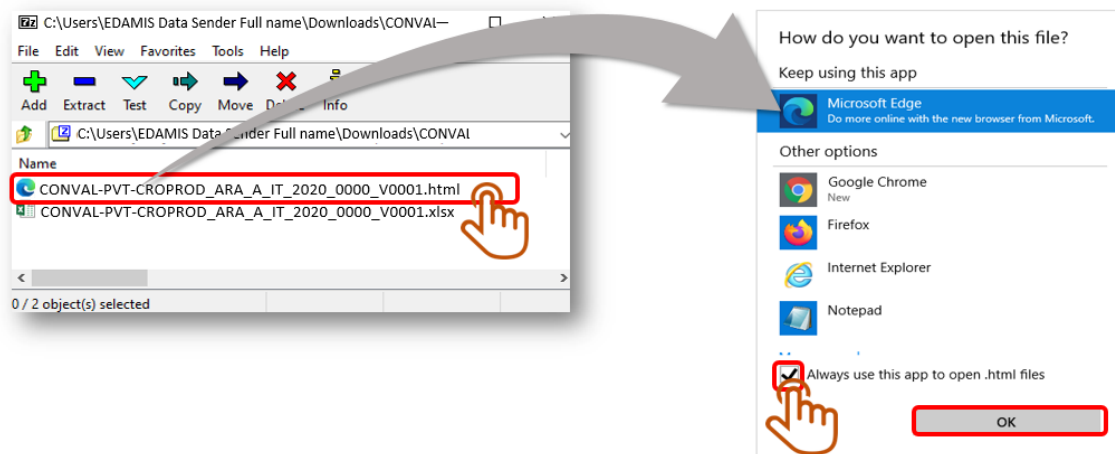 C:\Users\EDAMIS Data Sender Full name\Downloads\CONVAL
File Edit View Favorites Tools Help
Add Extract Test Copy Move Info
C:\Users\EDAMIS Data Sender Full name\Downloads\CONVAL
Name
CONVAL-PVT-CROPROD_ARA_A_IT_2020_0000_V0001.html
CONVAL-PVT-CROPROD_ARA_A_IT_2020_0000_V0001.xlsx
0 / 2 object(s) selected
How do you want to open this file?
Keep using this app
Microsoft Edge
Do more online with the new browser from Microsoft.
Other options
Google Chrome
New
Firefox
Internet Explorer
Notepad
Always use this app to open .html files
OK